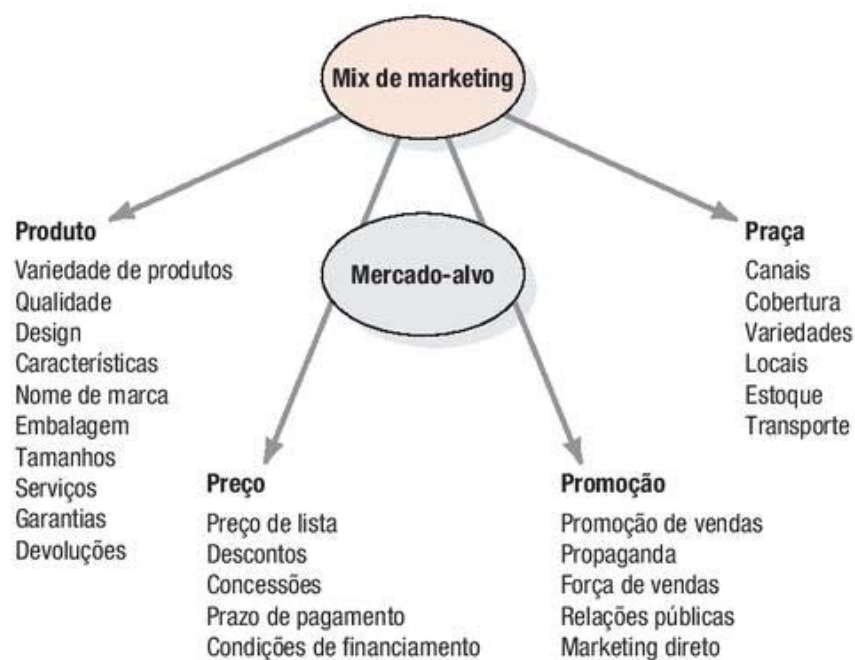 Mix de marketing
Mercado-alvo
Produto
Variedade de produtos
Qualidade
Design
Características
Nome de marca
Embalagem
Tamanhos
Serviços
Garantias
Devoluções
Preço
Preço de lista
Descontos
Concessões
Prazo de pagamento
Condições de financiamento
Promoção
Promoção de vendas
Propaganda
Força de vendas
Relações públicas
Marketing direto
Praça
Canais
Cobertura
Variedades
Locais
Estoque
Transporte